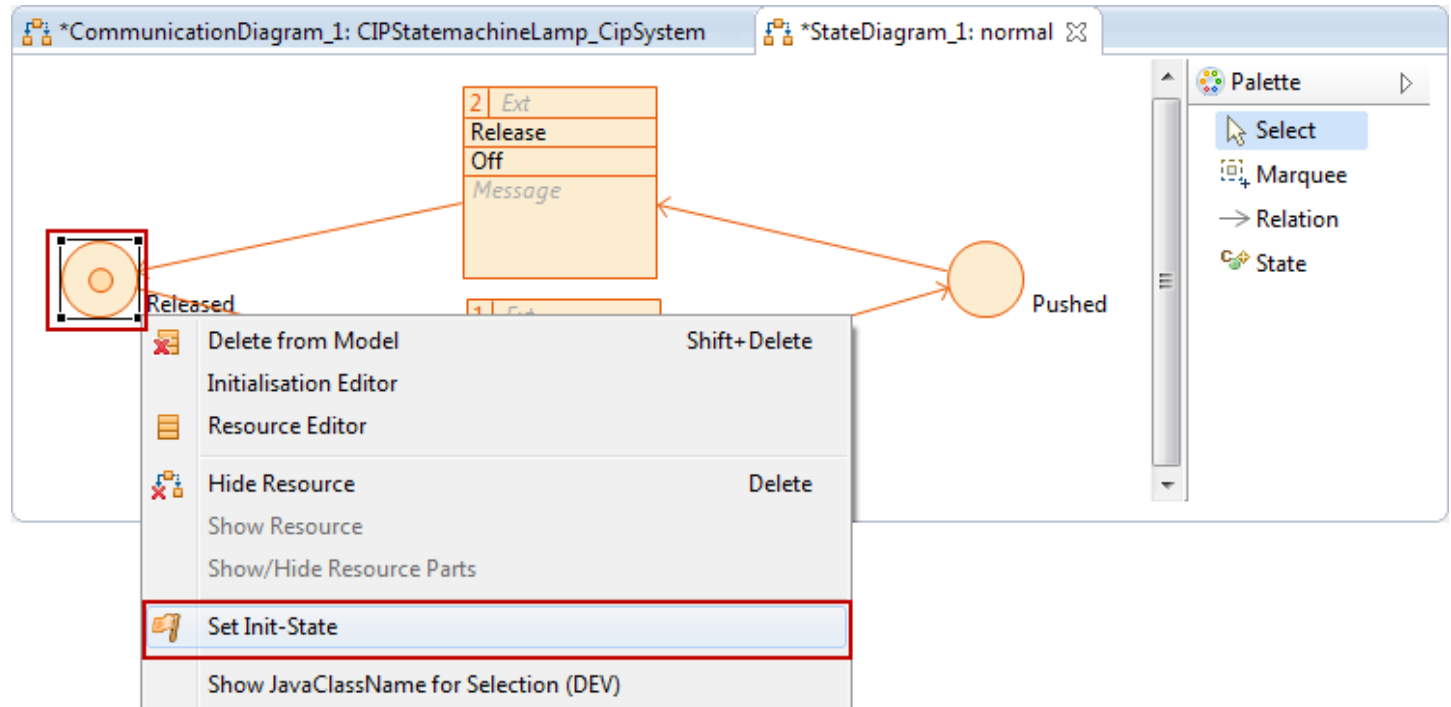 *CommunicationDiagram_1: CIPStatemachineLamp_CipSystem
*StateDiagram_1: normal
Palette
Select
Marquee
Relation
State
2 Ext
Release
Off
Message
Released
Pushed
1 Ext
Delete from Model Shift+Delete
Initialisation Editor
Resource Editor
Hide Resource Delete
Show Resource
Show/Hide Resource Parts
Set Init-State
Show JavaClassName for Selection (DEV)